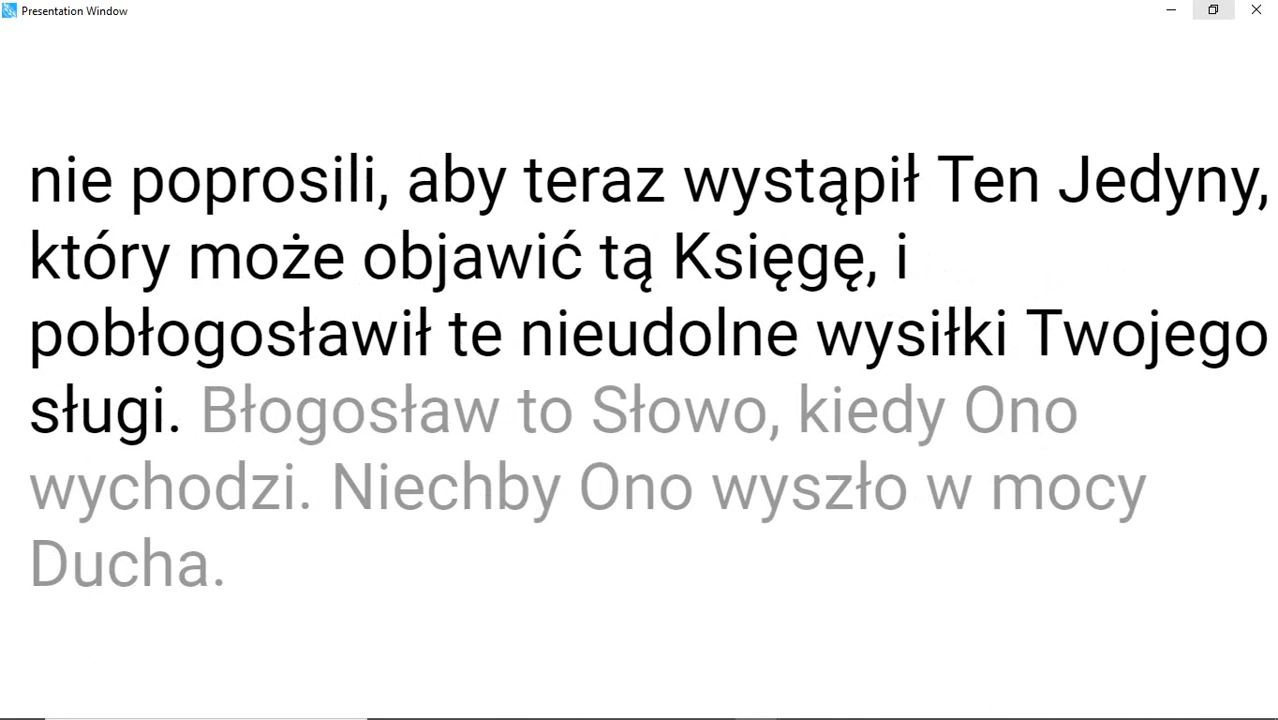 Presentation Window
nie poprosili, aby teraz wystąpił Ten Jedyny,
który może objawić tą Księgę, i
pobłogosławił te nieudolne wysiłki Twojego
sługi. Błogosław to Słowo, kiedy Ono
wychodzi. Niechby Ono wyszło w mocy
Ducha.